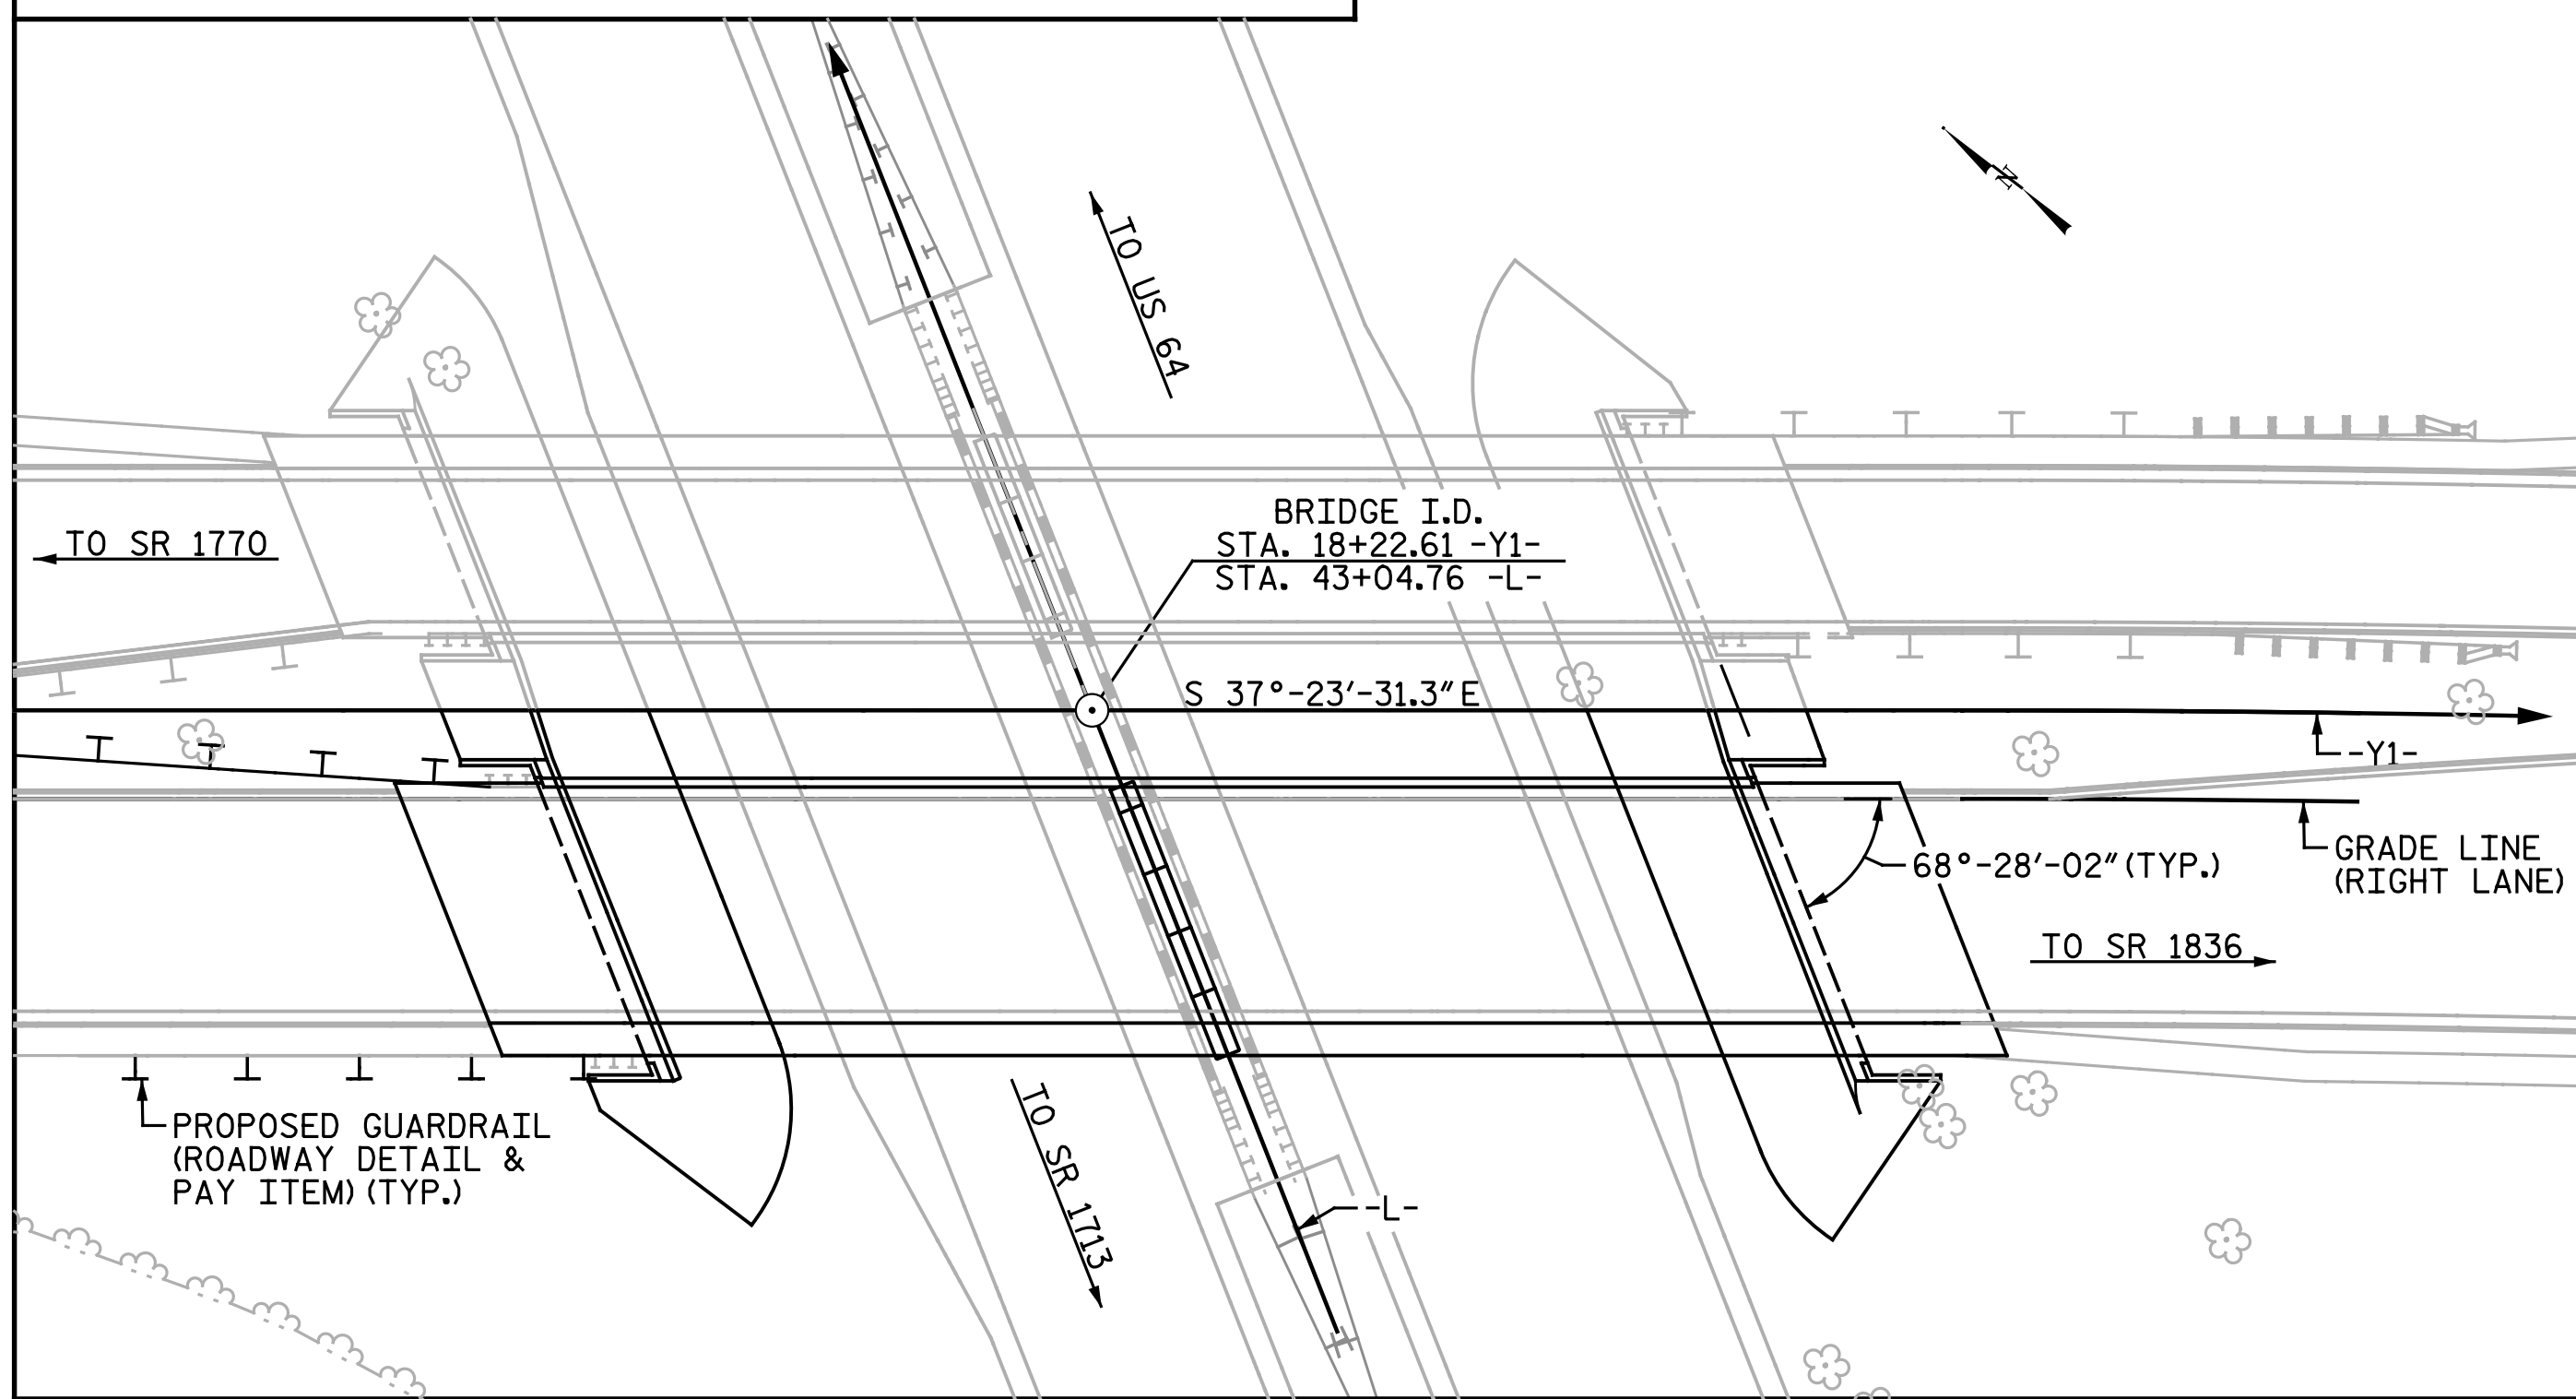 N
TO US 64
BRIDGE I.D.
STA. 18+22.61 -Y1-
STA. 43+04.76 -L-
TO SR 1770
S 37°-23'-31.3" E
-Y1-
GRADE LINE
(RIGHT LANE)
68°-28'-02" (TYP.)
TO SR 1836
PROPOSED GUARDRAIL
(ROADWAY DETAIL &
PAY ITEM) (TYP.)
TO SR 1713
-L-